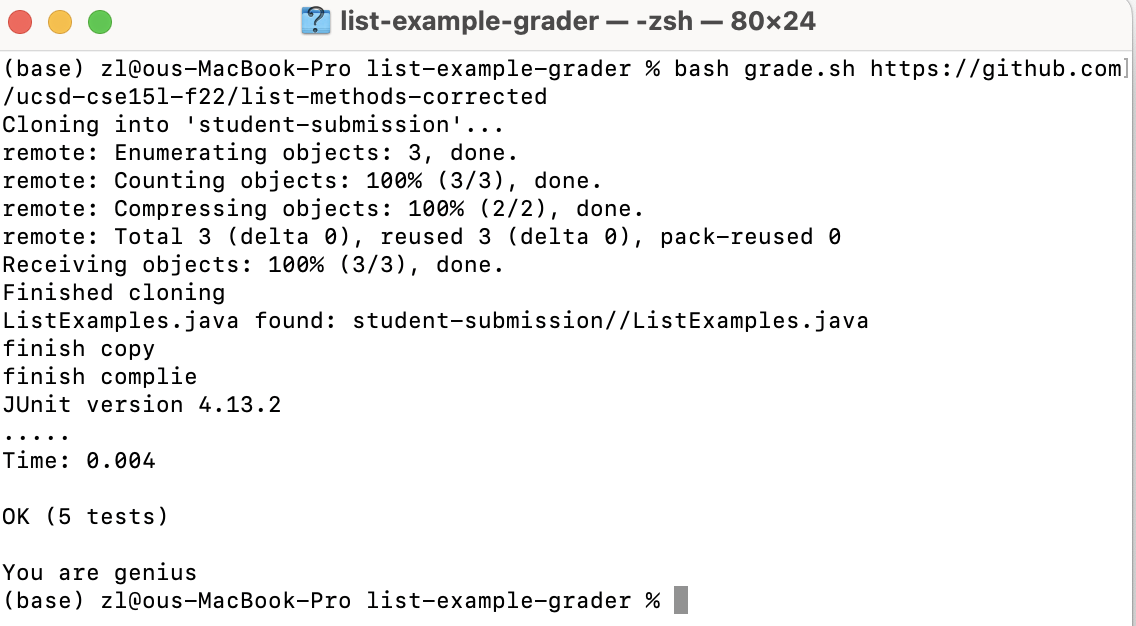 list-example-grader — -zsh — 80×24
(base) zl@ous-MacBook-Pro list-example-grader % bash grade.sh https://github.com]
/ucsd-cse15l-f22/list-methods-corrected
Cloning into 'student-submission'...
remote: Enumerating objects: 3, done.
remote: Counting objects: 100% (3/3), done.
remote: Compressing objects: 100% (2/2), done.
remote: Total 3 (delta 0), reused 3 (delta 0), pack-reused 0
Receiving objects: 100% (3/3), done.
Finished cloning
ListExamples.java found: student-submission//ListExamples.java
finish copy
finish complie
JUnit version 4.13.2
.....
Time: 0.004
OK (5 tests)
You are genius
(base) zl@ous-MacBook-Pro list-example-grader %